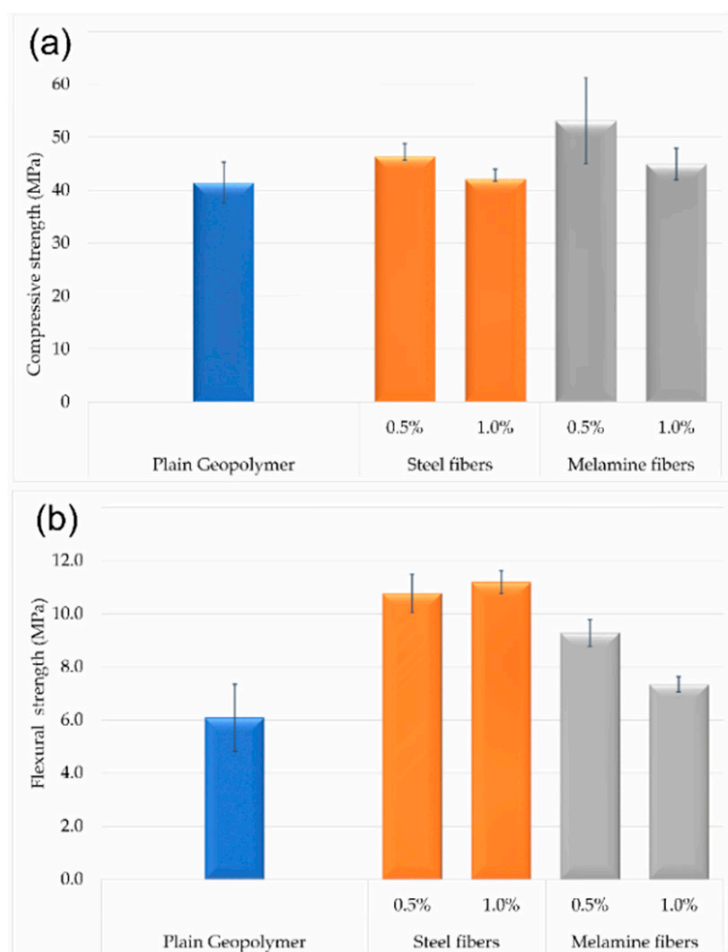 (a)
Compressive strength (MPa)
60
50
40
30
20
10
0
0.5% 1.0% 0.5% 1.0%
Plain Geopolymer Steel fibers Melamine fibers
(b)
Flexural strength (MPa)
12.0
10.0
8.0
6.0
4.0
2.0
0.0
0.5% 1.0% 0.5% 1.0%
Plain Geopolymer Steel fibers Melamine fibers